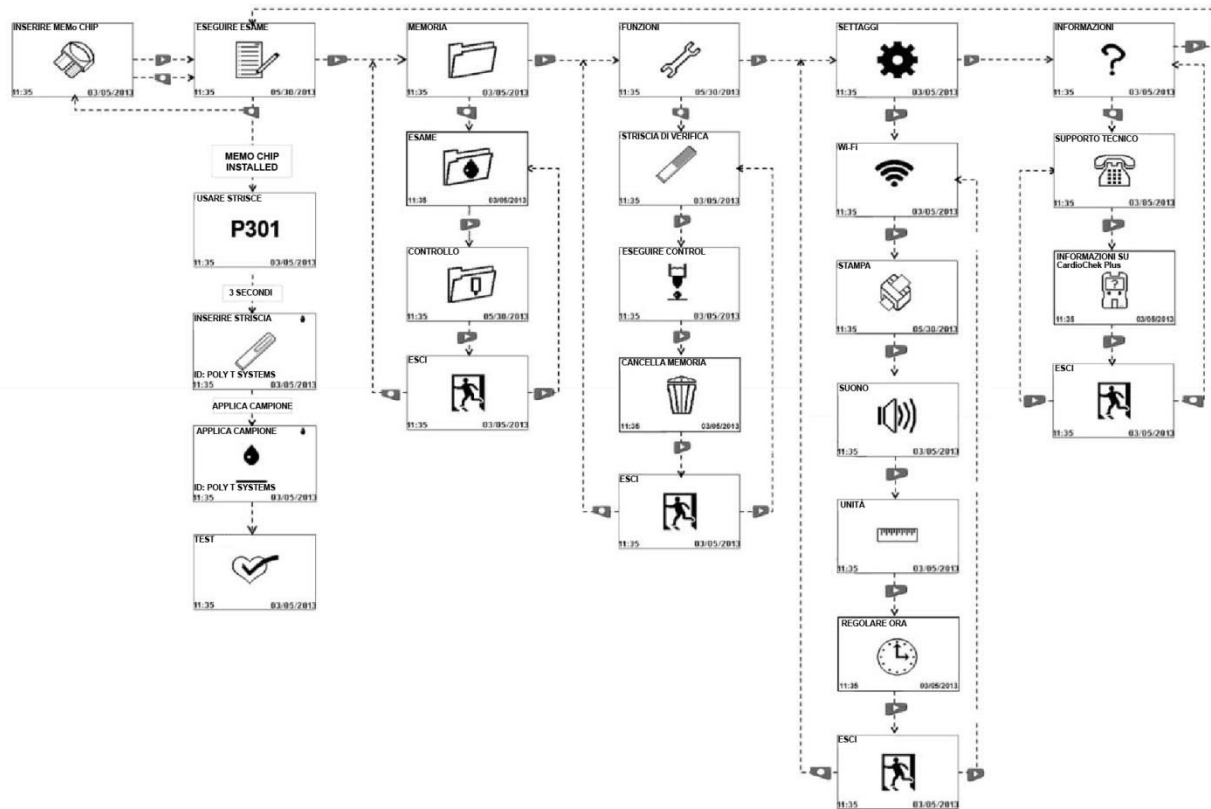 INSERIRE MEMo CHIP
11:35 03/05/2013
ESEGUIRE ESAME
11:35 05/30/2013
MEMO CHIP
INSTALLED
USARE STRISCE
P301
11:35 03/05/2013
3 SECONDI
INSERIRE STRISCIA
ID: POLY T SYSTEMS
11:35 03/05/2013
APPLICA CAMPIONE
APPLICA CAMPIONE
ID: POLY T SYSTEMS
11:35 03/05/2013
TEST
11:35 03/05/2013
MEMORIA
11:35 03/05/2013
ESAME
11:35 03/05/2013
CONTROLLO
11:35 05/30/2013
ESCI
11:35 03/05/2013
FUNZIONI
11:35 05/30/2013
STRISCIA DI VERIFICA
11:35 03/05/2013
ESEGUIRE CONTROL
11:35 03/05/2013
CANCELLA MEMORIA
11:35 03/05/2013
ESCI
11:35 03/05/2013
SETTAGGI
11:35 03/05/2013
Wi-Fi
11:35 03/05/2013
STAMPA
11:35 05/30/2013
SUONO
11:35 03/05/2013
UNITÀ
11:35 03/05/2013
REGOLARE ORA
11:35 03/05/2013
ESCI
11:35 03/05/2013
INFORMAZIONI
?
11:35 03/05/2013
SUPPORTO TECNICO
11:35 03/05/2013
INFORMAZIONI SU
CardioChek Plus
?
11:35 03/05/2013
ESCI
11:35 03/05/2013